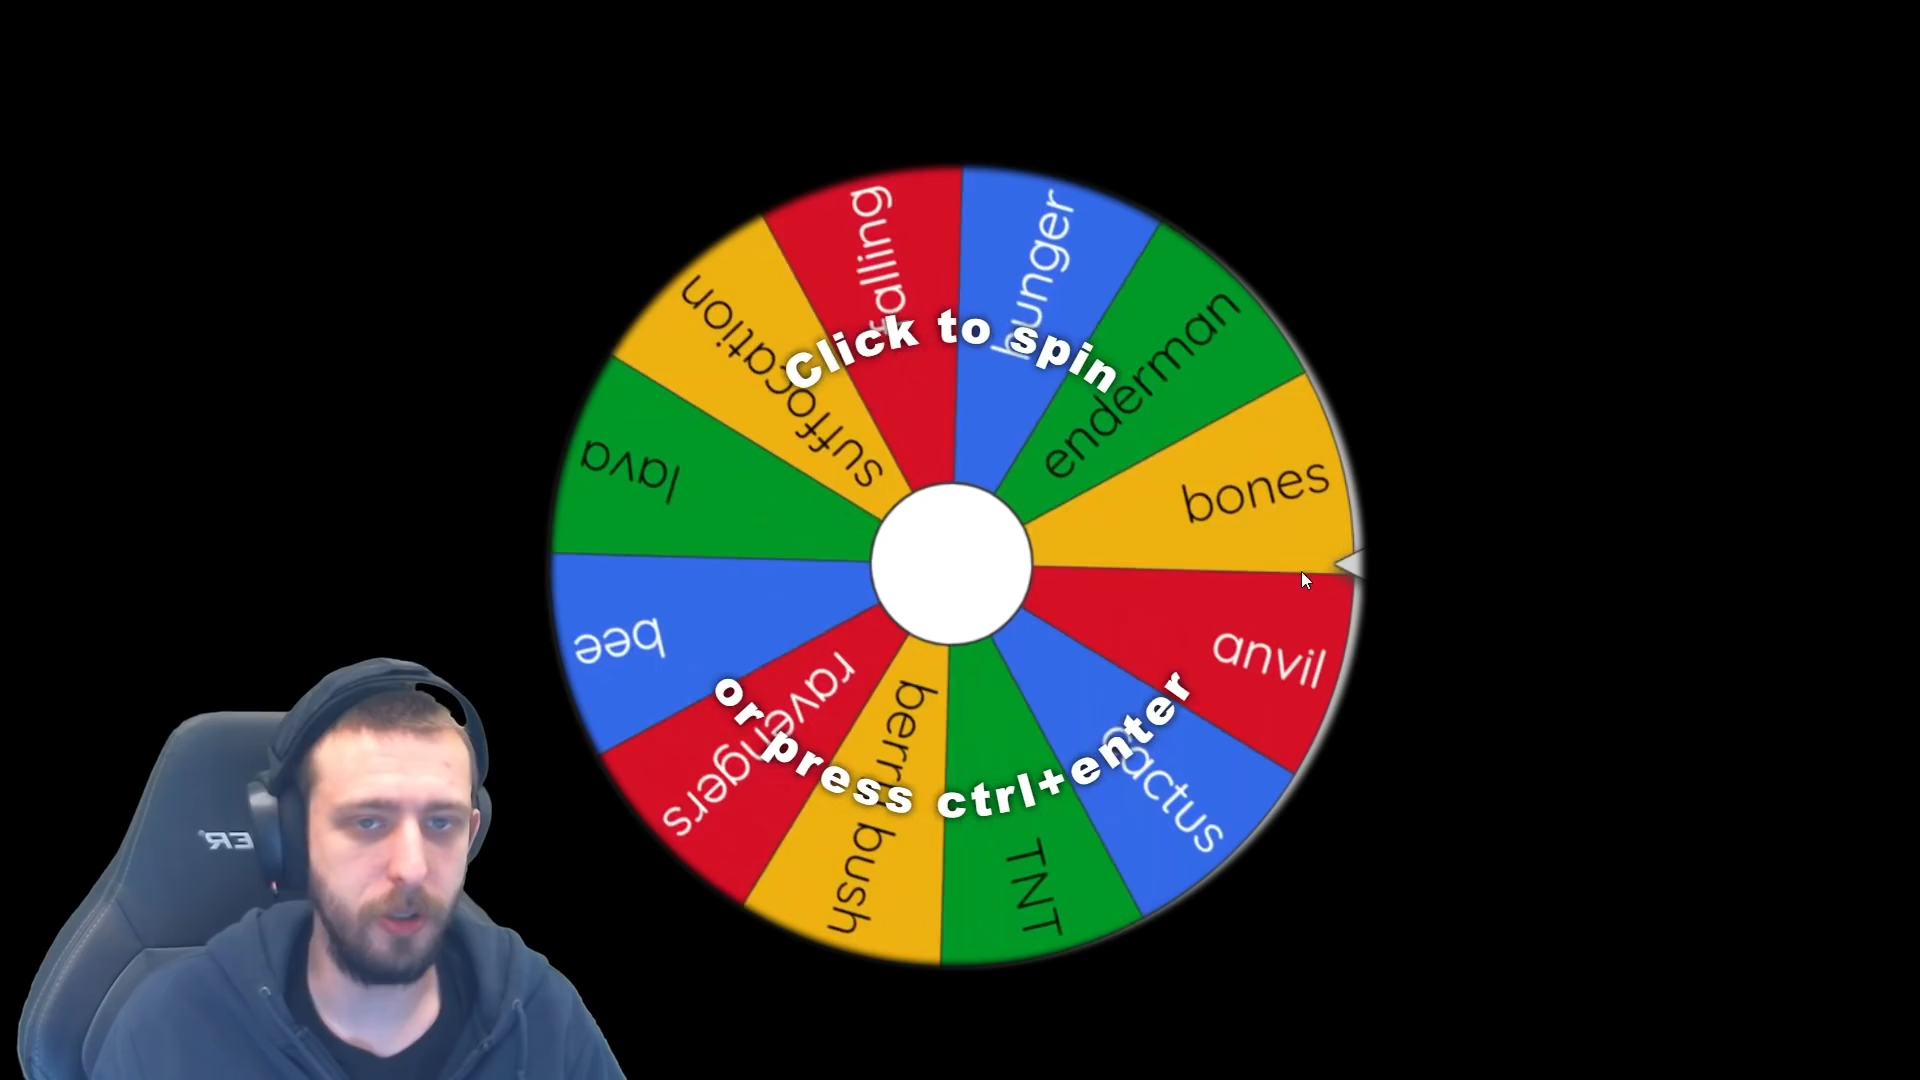 falling
hunger
enderman
bones
anvil
cactus
TNT
berry bush
ravengers
bee
lava
suffocation
Click to spin
or press ctrl+enter